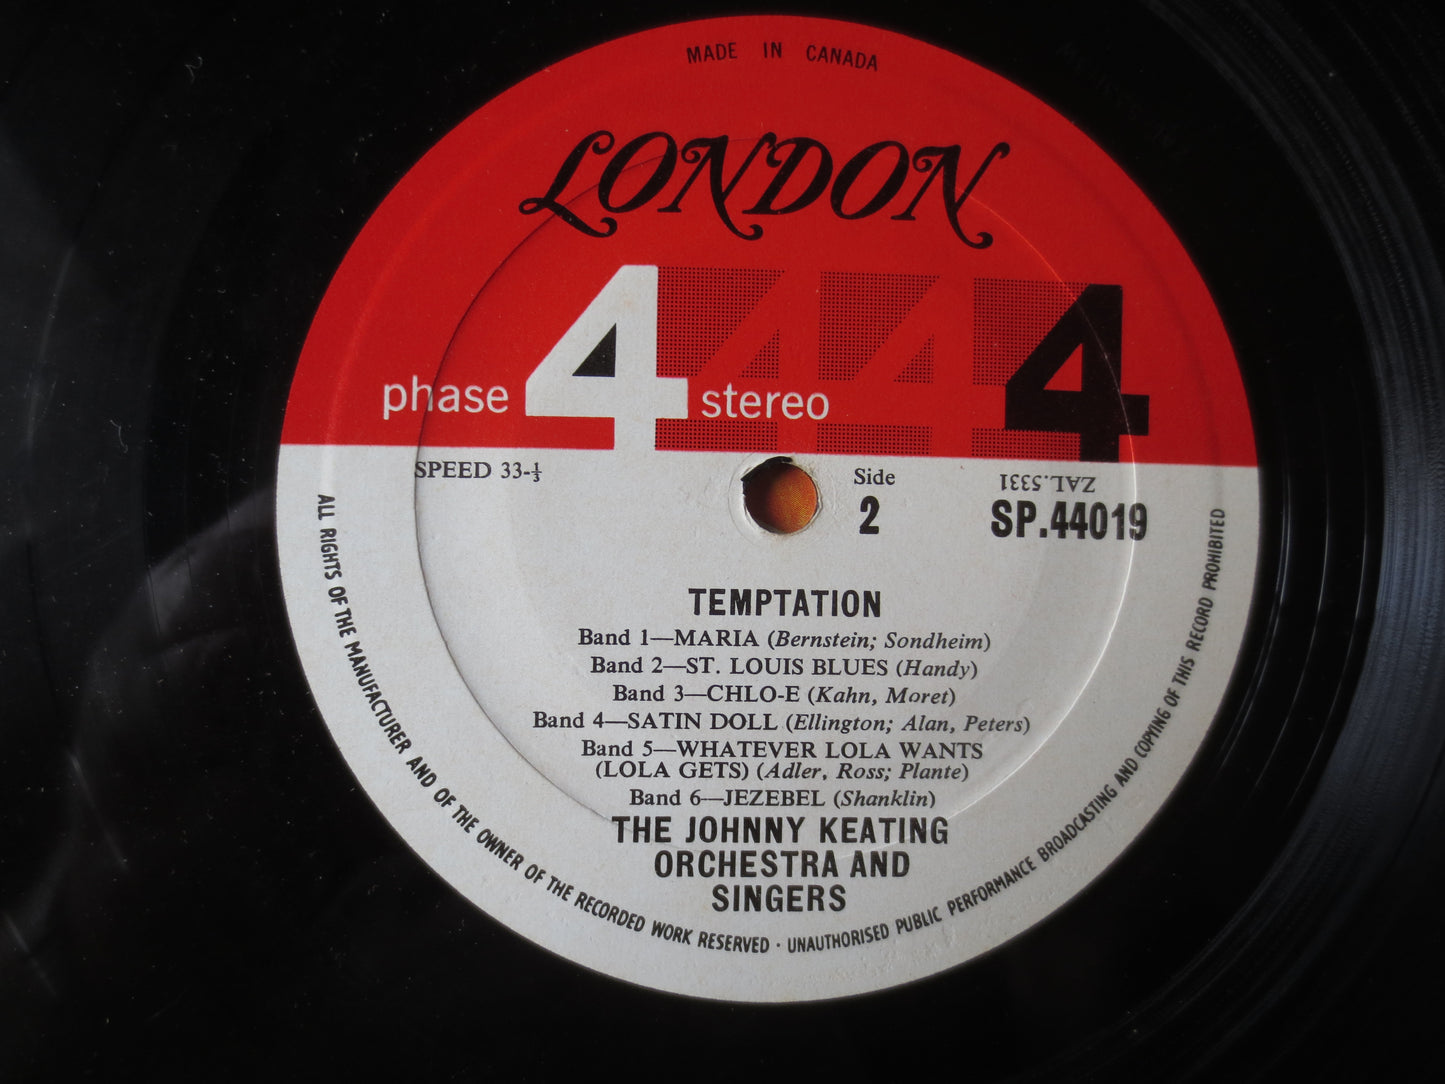 MADE IN CANADA
LONDON
phase 4 stereo 4 4 4
SPEED 33-⅓
Side
2
ZAL.5331
SP.44019
TEMPTATION
Band 1—MARIA (Bernstein; Sondheim)
Band 2—ST. LOUIS BLUES (Handy)
Band 3—CHLO-E (Kahn, Moret)
Band 4—SATIN DOLL (Ellington; Alan, Peters)
Band 5—WHATEVER LOLA WANTS
(LOLA GETS) (Adler, Ross; Plante)
Band 6—JEZEBEL (Shanklin)
THE JOHNNY KEATING
ORCHESTRA AND
SINGERS
ALL RIGHTS OF THE MANUFACTURER AND OF THE OWNER OF THE RECORDED WORK RESERVED · UNAUTHORISED PUBLIC PERFORMANCE BROADCASTING AND COPYING OF THIS RECORD PROHIBITED